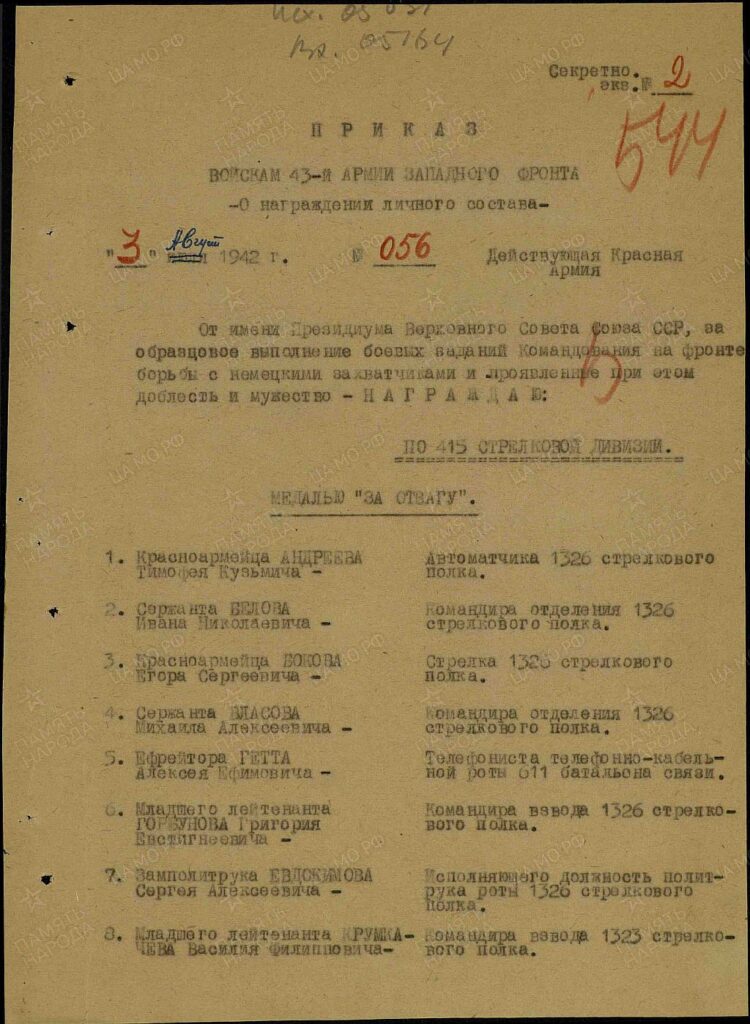 Вх. 05164
Секретно.
экз.№ 2
544
П Р И К А З
ВОЙСКАМ 43-й АРМИИ ЗАПАДНОГО ФРОНТА
-О награждении личного состава-
"3" Август 1942 г. № 056 Действующая Красная
Армия
От имени Президиума Верховного Совета Союза ССР, за
образцовое выполнение боевых заданий Командования на фронте
борьбы с немецкими захватчиками и проявленные при этом
доблесть и мужество - Н А Г Р А Ж Д А Ю:
ПО 415 СТРЕЛКОВОЙ ДИВИЗИИ.
МЕДАЛЬЮ "ЗА ОТВАГУ".
1. Красноармейца АНДРЕЕВА Автоматчика 1326 стрелкового
Тимофея Кузьмича - полка.
2. Сержанта БЕЛОВА Командира отделения 1326
Ивана Николаевича - стрелкового полка.
3. Красноармейца БОКОВА Стрелка 1326 стрелкового
Егора Сергеевича - полка.
4. Сержанта ВЛАСОВА Командира отделения 1326
Михаила Алексеевича - стрелкового полка.
5. Ефрейтора ГЕТТА Телефониста телефонно-кабель-
Алексея Ефимовича - ной роты 611 батальона связи.
6. Младшего лейтенанта Командира взвода 1326 стрелко-
ГОРБУНОВА Григория вого полка.
Евстигнеевича -
7. Замполитрука ЕВДОКИМОВА Исполняющего должность полит-
Сергея Алексеевича - рука роты 1326 стрелкового
полка.
8. Младшего лейтенанта КРУМКА- Командира взвода 1323 стрелко-
ЧЕВА Василия Филипповича- вого полка.